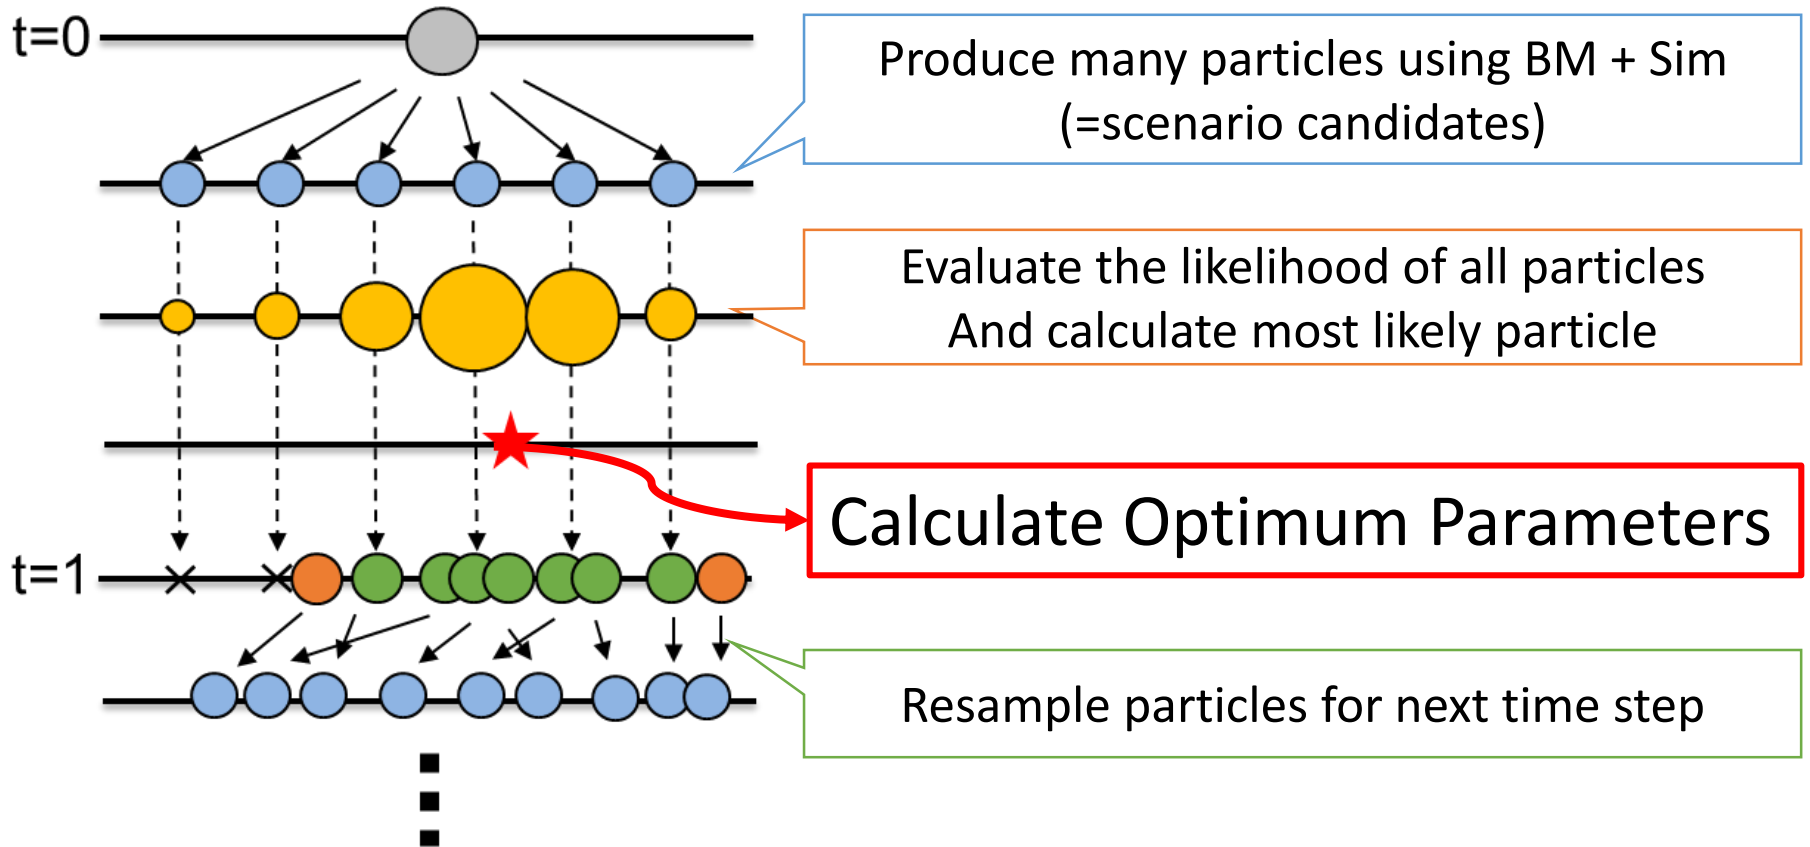 t=0
Produce many particles using BM + Sim
(=scenario candidates)
Evaluate the likelihood of all particles
And calculate most likely particle
Calculate Optimum Parameters
t=1
Resample particles for next time step